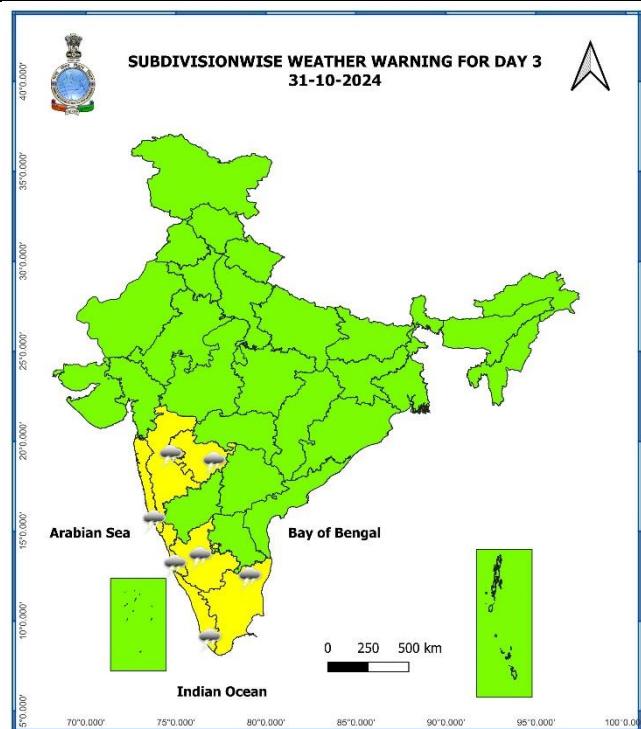 SUBDIVISIONWISE WEATHER WARNING FOR DAY 3
31-10-2024
40°0.000'
35°0.000'
30°0.000'
25°0.000'
20°0.000'
15°0.000'
10°0.000'
5°0.000'
Arabian Sea
Bay of Bengal
0 250 500 km
Indian Ocean
70°0.000' 75°0.000' 80°0.000' 85°0.000' 90°0.000' 95°0.000' 100°0.000'